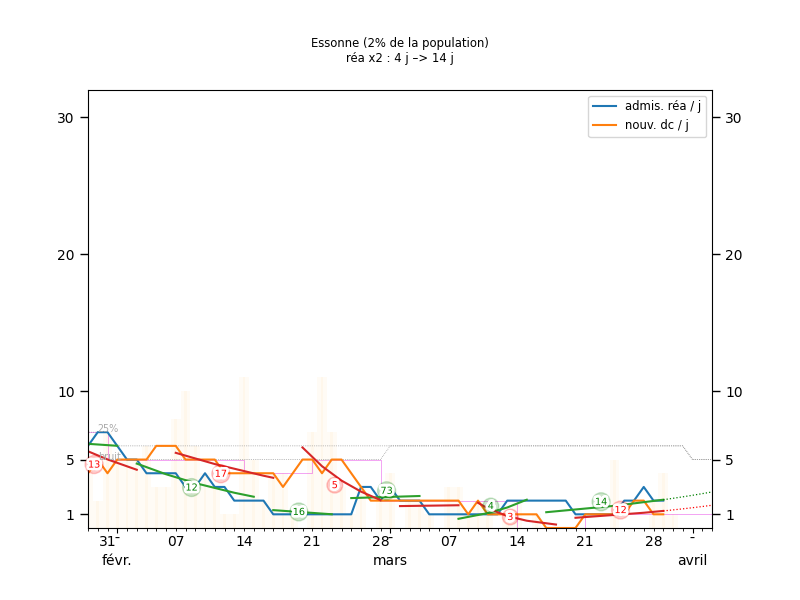 Essonne (2% de la population)
réa x2 : 4 j –> 14 j
admis. réa / j
nouv. dc / j
30 30
20 20
10 10
25%
bruit
5 5
13 17 5 73
12 16 4 3 14 12
1 1
31 07 14 21 28 07 14 21 28
févr. mars avril